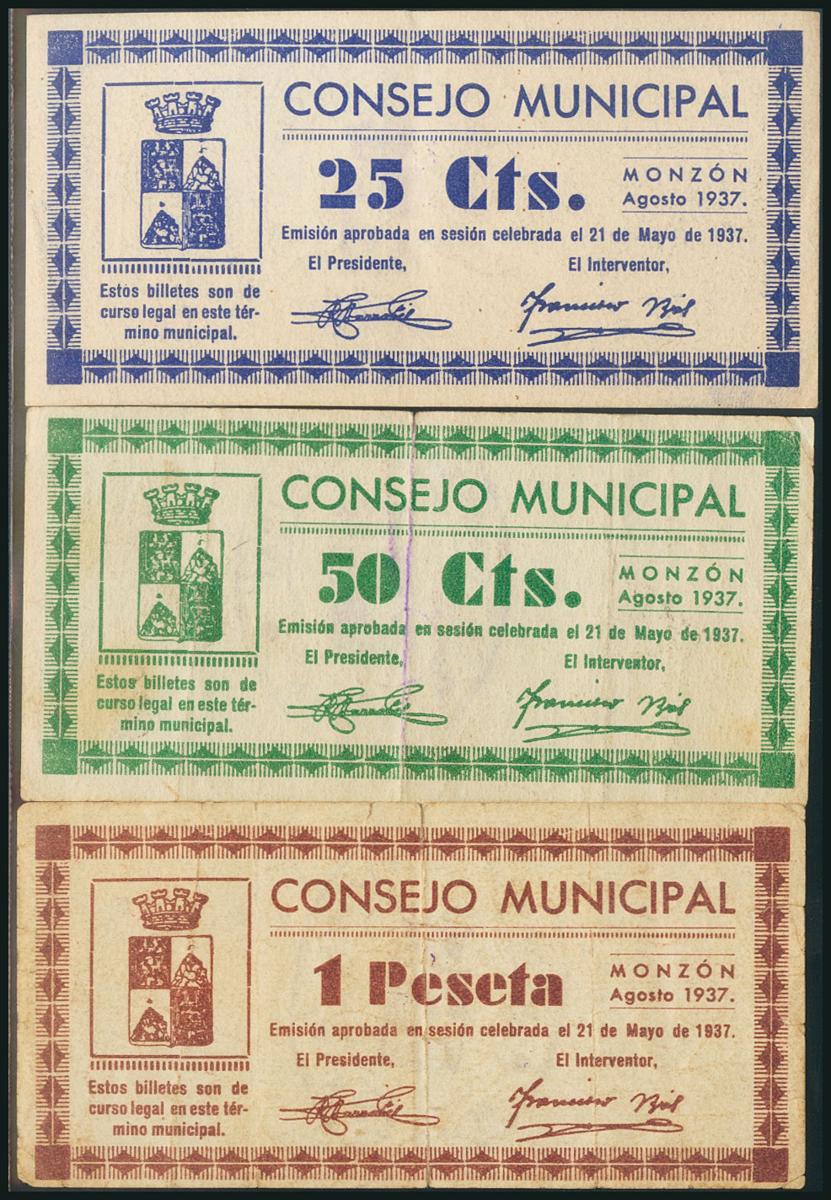 CONSEJO MUNICIPAL
25 Cts.
MONZÓN
Agosto 1937.
Emisión aprobada en sesión celebrada el 21 de Mayo de 1937.
El Presidente,
El Interventor,
Francisco
Estos billetes son de
curso legal en este tér-
mino municipal.
CONSEJO MUNICIPAL
50 Cts.
MONZÓN
Agosto 1937.
Emisión aprobada en sesión celebrada el 21 de Mayo de 1937.
El Presidente,
El Interventor,
Francisco
Estos billetes son de
curso legal en este tér-
mino municipal.
CONSEJO MUNICIPAL
1 Peseta
MONZÓN
Agosto 1937.
Emisión aprobada en sesión celebrada el 21 de Mayo de 1937.
El Presidente,
El Interventor,
Francisco
Estos billetes son de
curso legal en este tér-
mino municipal.